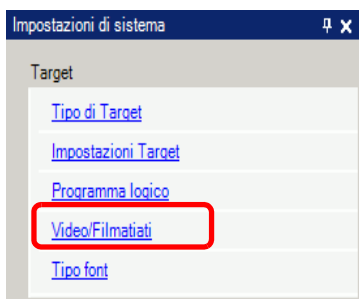 Impostazioni di sistema
Target
Tipo di Target
Impostazioni Target
Programma logico
Video/Filmatiati
Tipo font